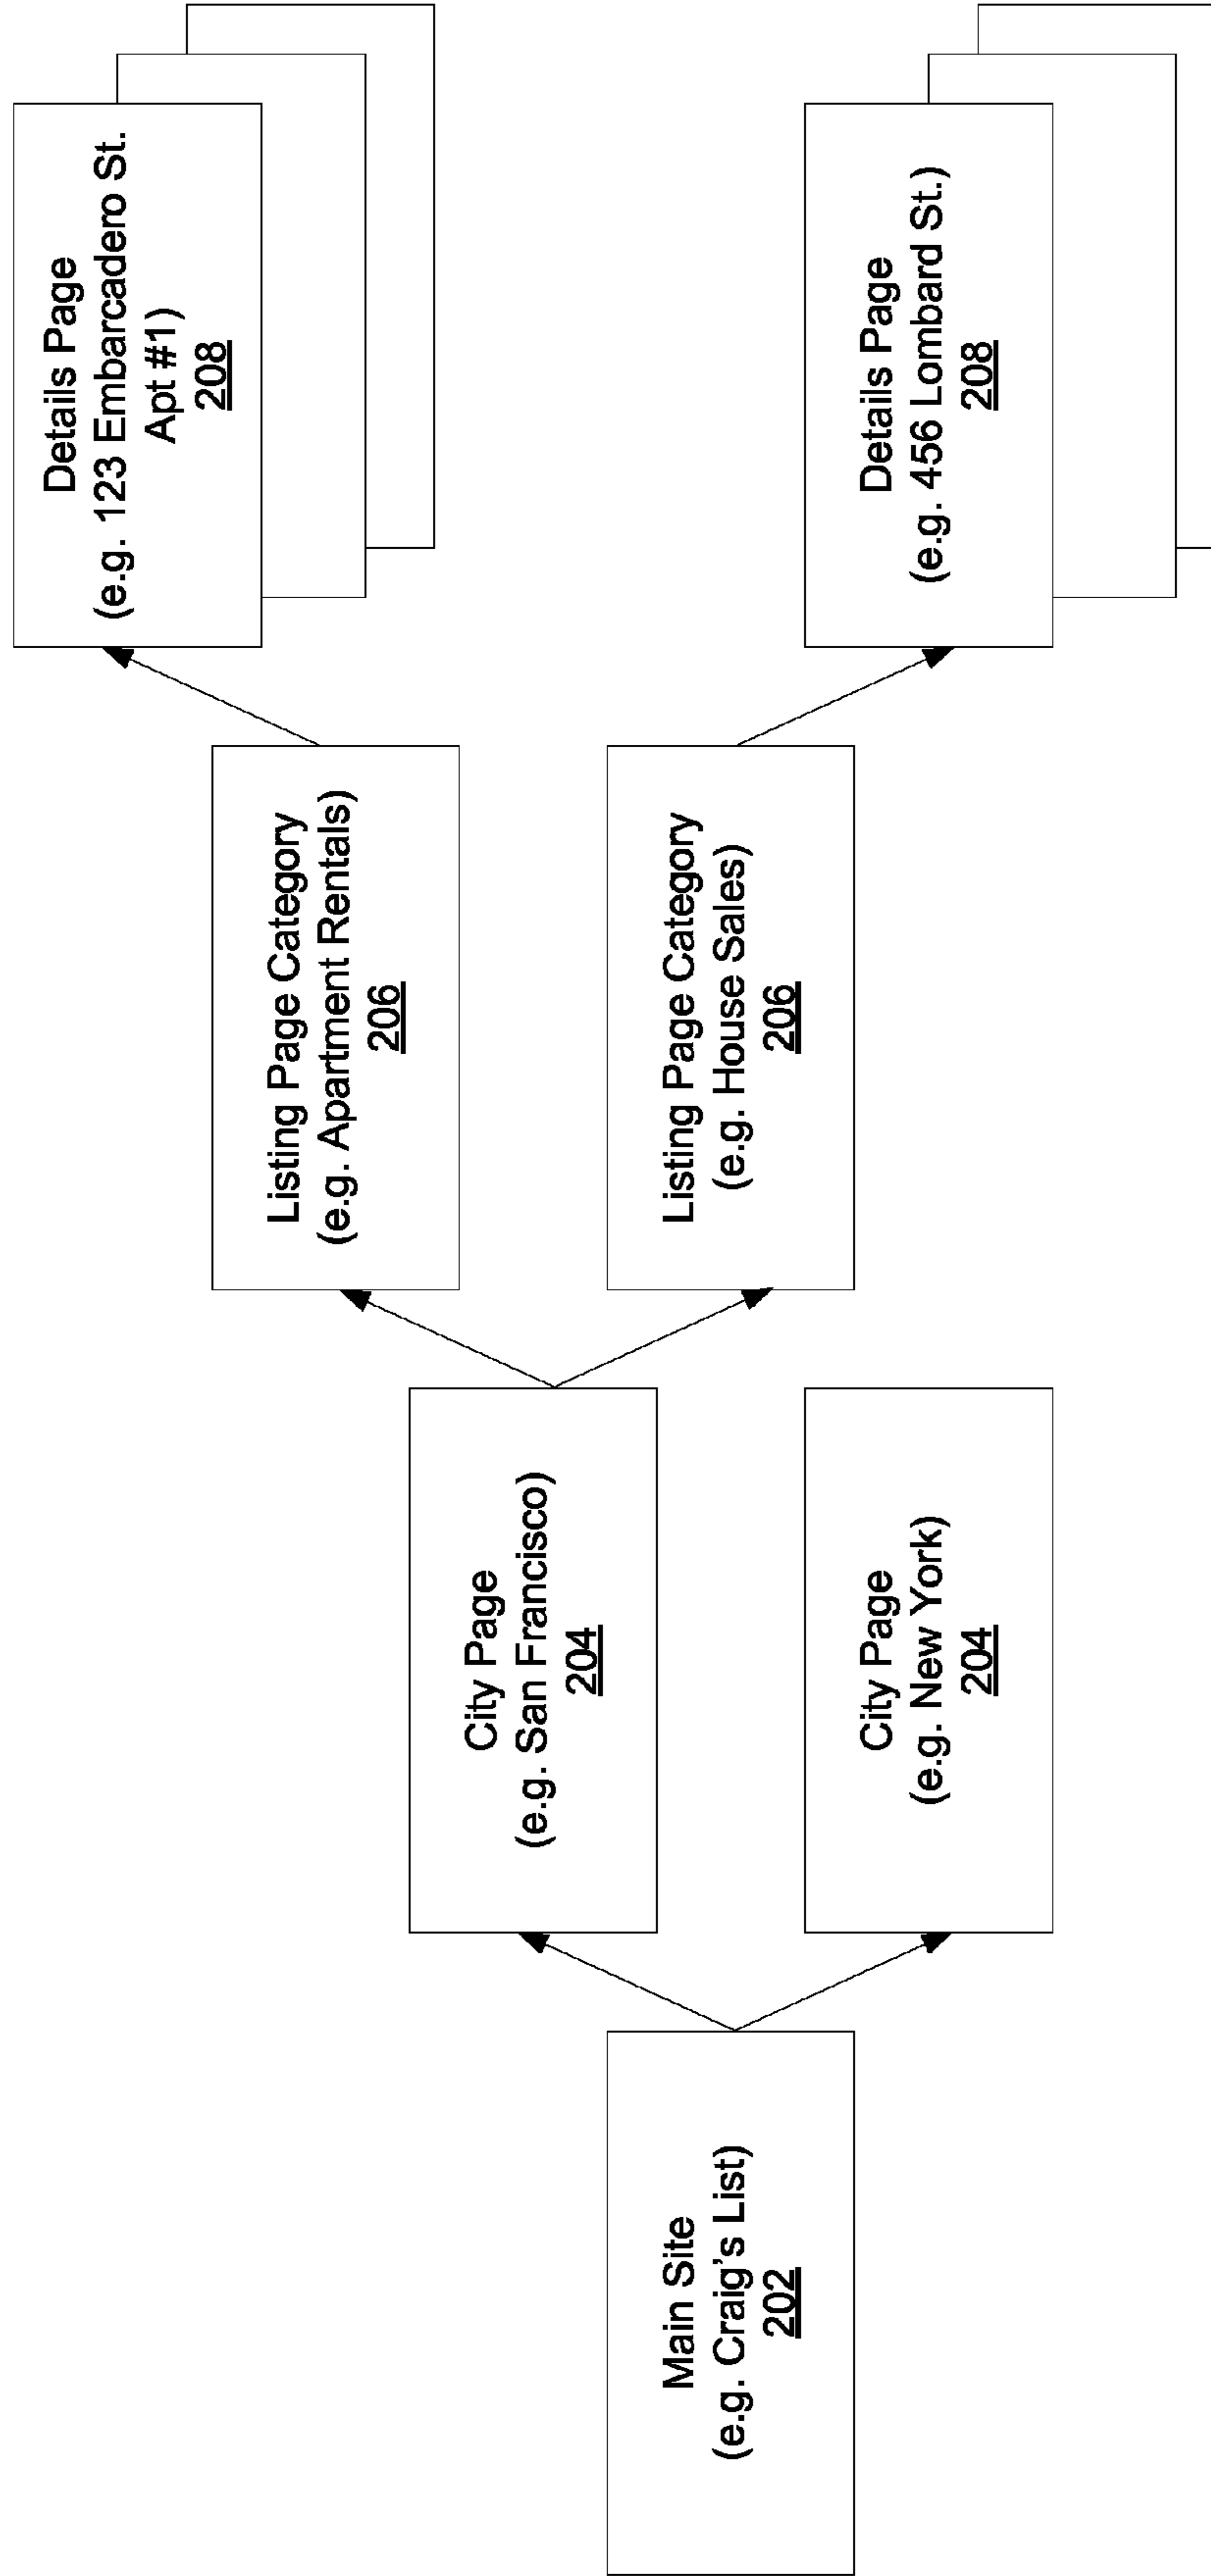 Main Site
(e.g. Craig's List)
202
City Page
(e.g. San Francisco)
204
City Page
(e.g. New York)
204
Listing Page Category
(e.g. Apartment Rentals)
206
Listing Page Category
(e.g. House Sales)
206
Details Page
(e.g. 123 Embarcadero St.
Apt #1)
208
Details Page
(e.g. 456 Lombard St.)
208